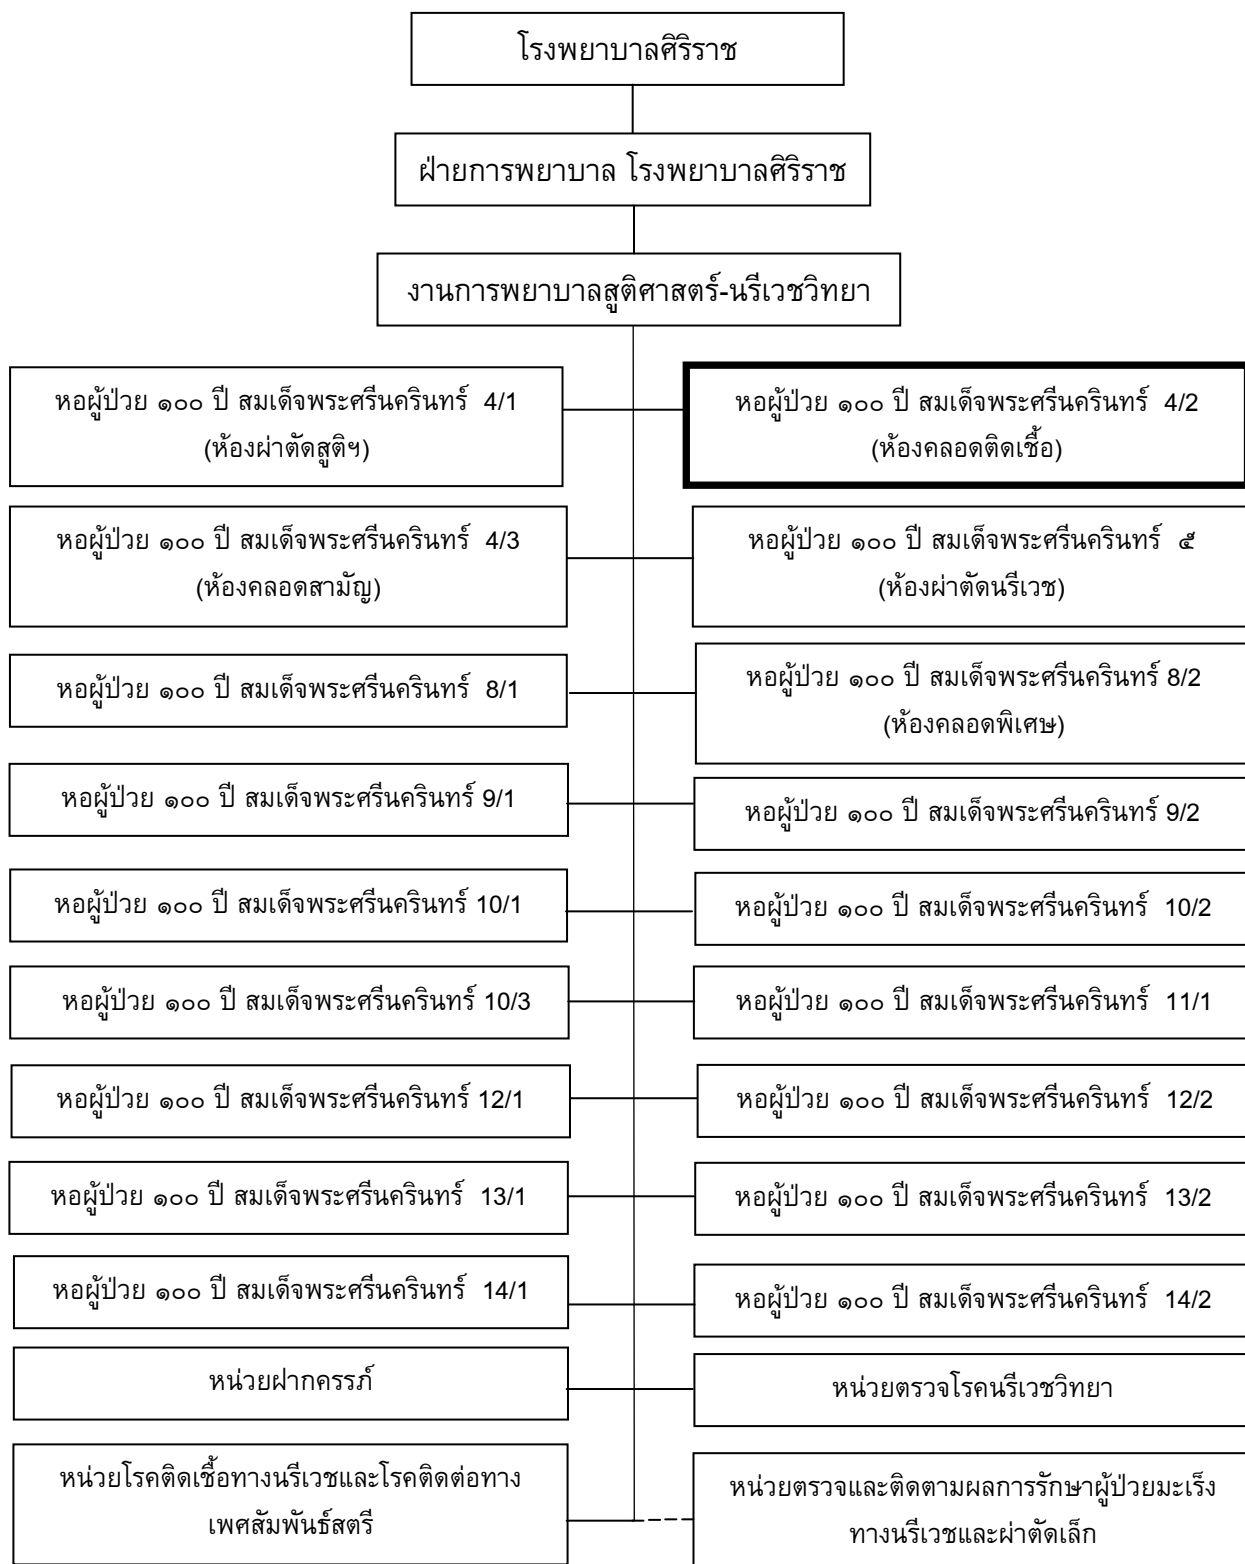 โรงพยาบาลศิริราช
ฝ่ายการพยาบาล โรงพยาบาลศิริราช
งานการพยาบาลสูติศาสตร์-นรีเวชวิทยา
หอผู้ป่วย ๑๐๐ ปี สมเด็จพระศรีนครินทร์ 4/1
(ห้องผ่าตัดสูติฯ)
หอผู้ป่วย ๑๐๐ ปี สมเด็จพระศรีนครินทร์ 4/2
(ห้องคลอดติดเชื้อ)
หอผู้ป่วย ๑๐๐ ปี สมเด็จพระศรีนครินทร์ 4/3
(ห้องคลอดสามัญ)
หอผู้ป่วย ๑๐๐ ปี สมเด็จพระศรีนครินทร์ ๕
(ห้องผ่าตัดนรีเวช)
หอผู้ป่วย ๑๐๐ ปี สมเด็จพระศรีนครินทร์ 8/1
หอผู้ป่วย ๑๐๐ ปี สมเด็จพระศรีนครินทร์ 8/2
(ห้องคลอดพิเศษ)
หอผู้ป่วย ๑๐๐ ปี สมเด็จพระศรีนครินทร์ 9/1
หอผู้ป่วย ๑๐๐ ปี สมเด็จพระศรีนครินทร์ 9/2
หอผู้ป่วย ๑๐๐ ปี สมเด็จพระศรีนครินทร์ 10/1
หอผู้ป่วย ๑๐๐ ปี สมเด็จพระศรีนครินทร์ 10/2
หอผู้ป่วย ๑๐๐ ปี สมเด็จพระศรีนครินทร์ 10/3
หอผู้ป่วย ๑๐๐ ปี สมเด็จพระศรีนครินทร์ 11/1
หอผู้ป่วย ๑๐๐ ปี สมเด็จพระศรีนครินทร์ 12/1
หอผู้ป่วย ๑๐๐ ปี สมเด็จพระศรีนครินทร์ 12/2
หอผู้ป่วย ๑๐๐ ปี สมเด็จพระศรีนครินทร์ 13/1
หอผู้ป่วย ๑๐๐ ปี สมเด็จพระศรีนครินทร์ 13/2
หอผู้ป่วย ๑๐๐ ปี สมเด็จพระศรีนครินทร์ 14/1
หอผู้ป่วย ๑๐๐ ปี สมเด็จพระศรีนครินทร์ 14/2
หน่วยฝากครรภ์
หน่วยตรวจโรคนรีเวชวิทยา
หน่วยโรคติดเชื้อทางนรีเวชและโรคติดต่อทาง
เพศสัมพันธ์สตรี
หน่วยตรวจและติดตามผลการรักษาผู้ป่วยมะเร็ง
ทางนรีเวชและผ่าตัดเล็ก